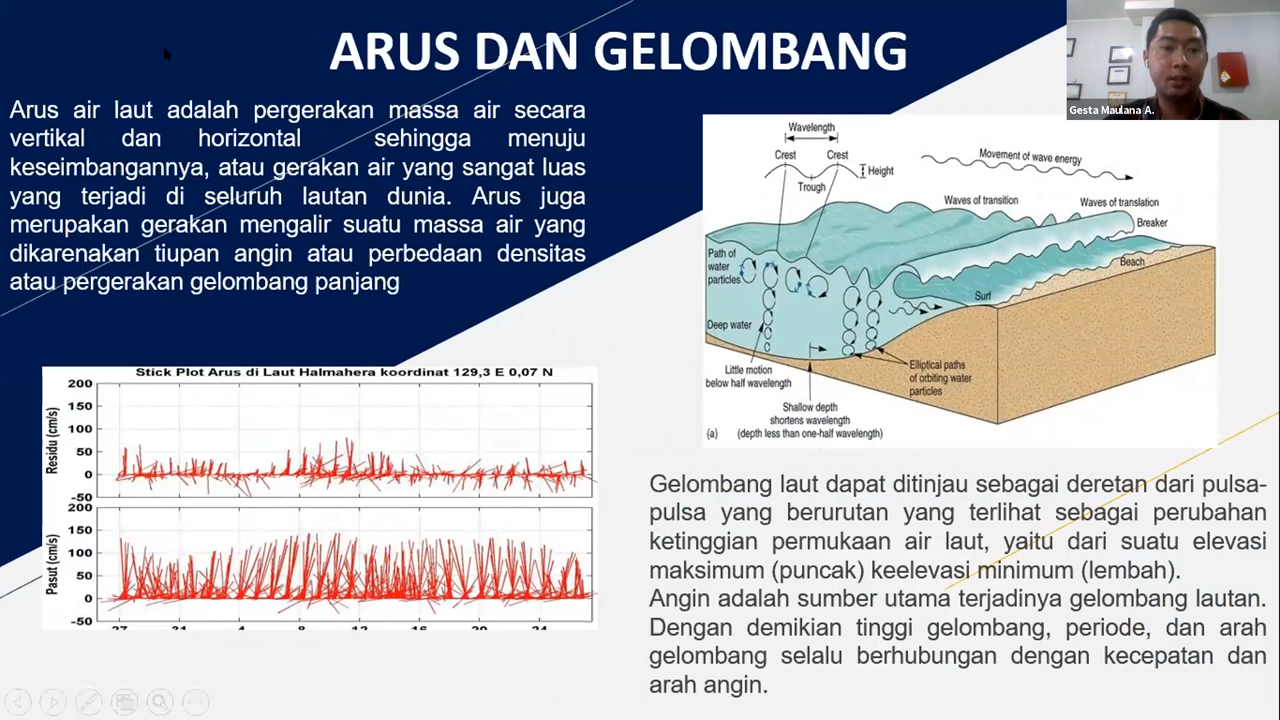 ARUS DAN GELOMBANG
Gesta Maulana A.
Arus air laut adalah pergerakan massa air secara
vertikal dan horizontal sehingga menuju
keseimbangannya, atau gerakan air yang sangat luas
yang terjadi di seluruh lautan dunia. Arus juga
merupakan gerakan mengalir suatu massa air yang
dikarenakan tiupan angin atau perbedaan densitas
atau pergerakan gelombang panjang
Wavelength
Crest Crest
Height
Trough
Movement of wave energy
Waves of transition
Waves of translation
Breaker
Path of
water
particles
Beach
Surf
Deep water
Little motion
below half wavelength
Elliptical paths
of orbiting water
particles
Shallow depth
shortens wavelength
(a) (depth less than one-half wavelength)
Stick Plot Arus di Laut Halmahera koordinat 129,3 E 0,07 N
Residu (cm/s)
200
150
100
50
0
-50
Pasut (cm/s)
200
150
100
50
0
-50
27 31 4 8 12 16 20 24
Gelombang laut dapat ditinjau sebagai deretan dari pulsa-
pulsa yang berurutan yang terlihat sebagai perubahan
ketinggian permukaan air laut, yaitu dari suatu elevasi
maksimum (puncak) keelevasi minimum (lembah).
Angin adalah sumber utama terjadinya gelombang lautan.
Dengan demikian tinggi gelombang, periode, dan arah
gelombang selalu berhubungan dengan kecepatan dan
arah angin.